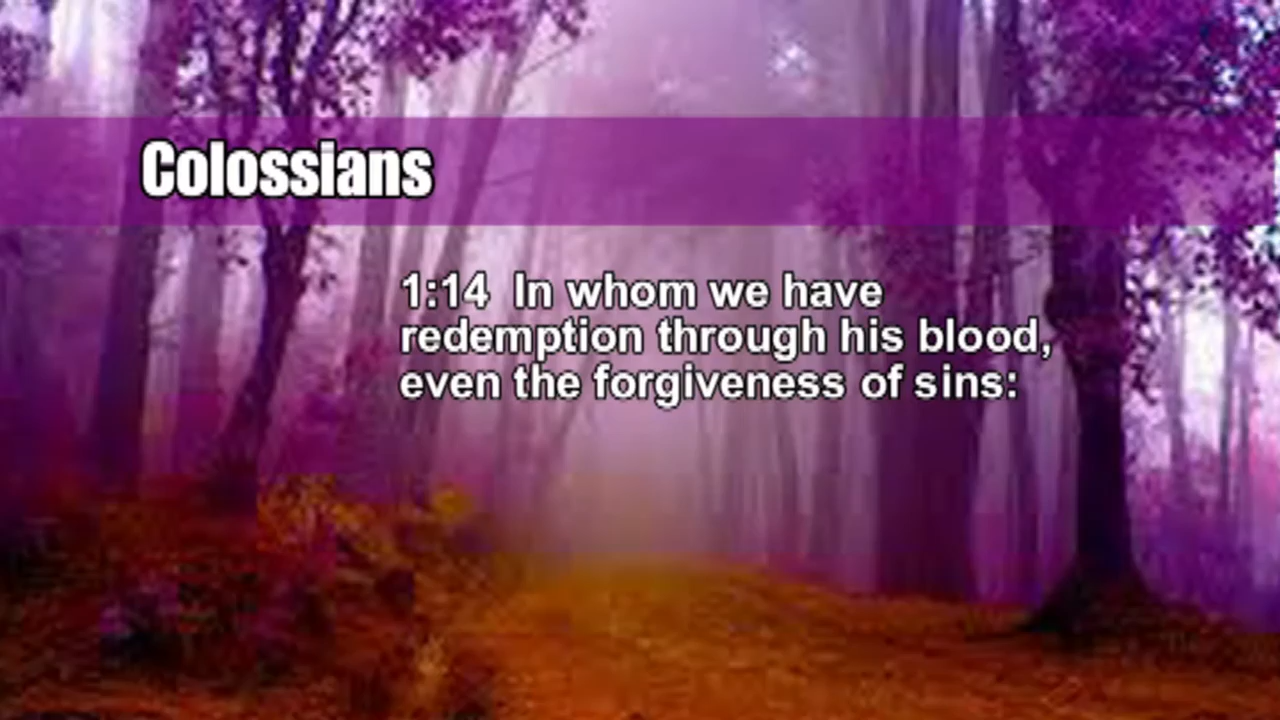 Colossians
1:14 In whom we have
redemption through his blood,
even the forgiveness of sins: